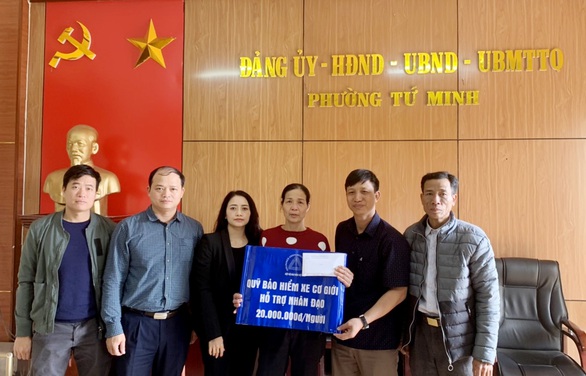 ĐẢNG ỦY - HĐND - UBND - UBMTTQ
PHƯỜNG TỨ MINH
QUỸ BẢO HIỂM XE CƠ GIỚI
HỖ TRỢ NHÂN ĐẠO
20.000.000đ/NGƯỜI